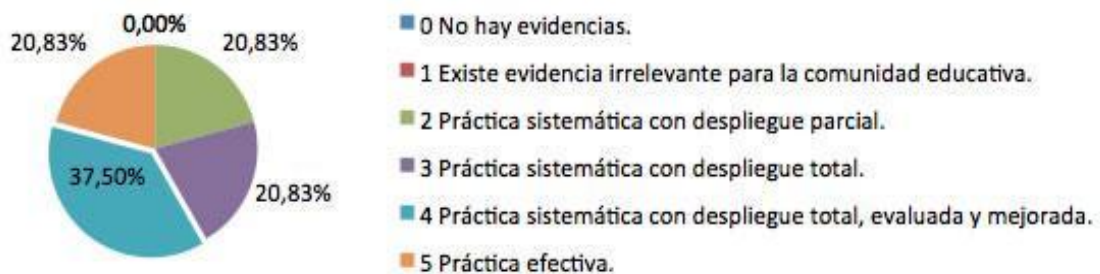 0,00%
20,83%
20,83%
37,50%
20,83%
0 No hay evidencias.
1 Existe evidencia irrelevante para la comunidad educativa.
2 Práctica sistemática con despliegue parcial.
3 Práctica sistemática con despliegue total.
4 Práctica sistemática con despliegue total, evaluada y mejorada.
5 Práctica efectiva.